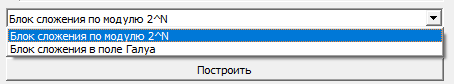 Блок сложения по модулю 2^N
Блок сложения по модулю 2^N
Блок сложения в поле Галуа
Построить